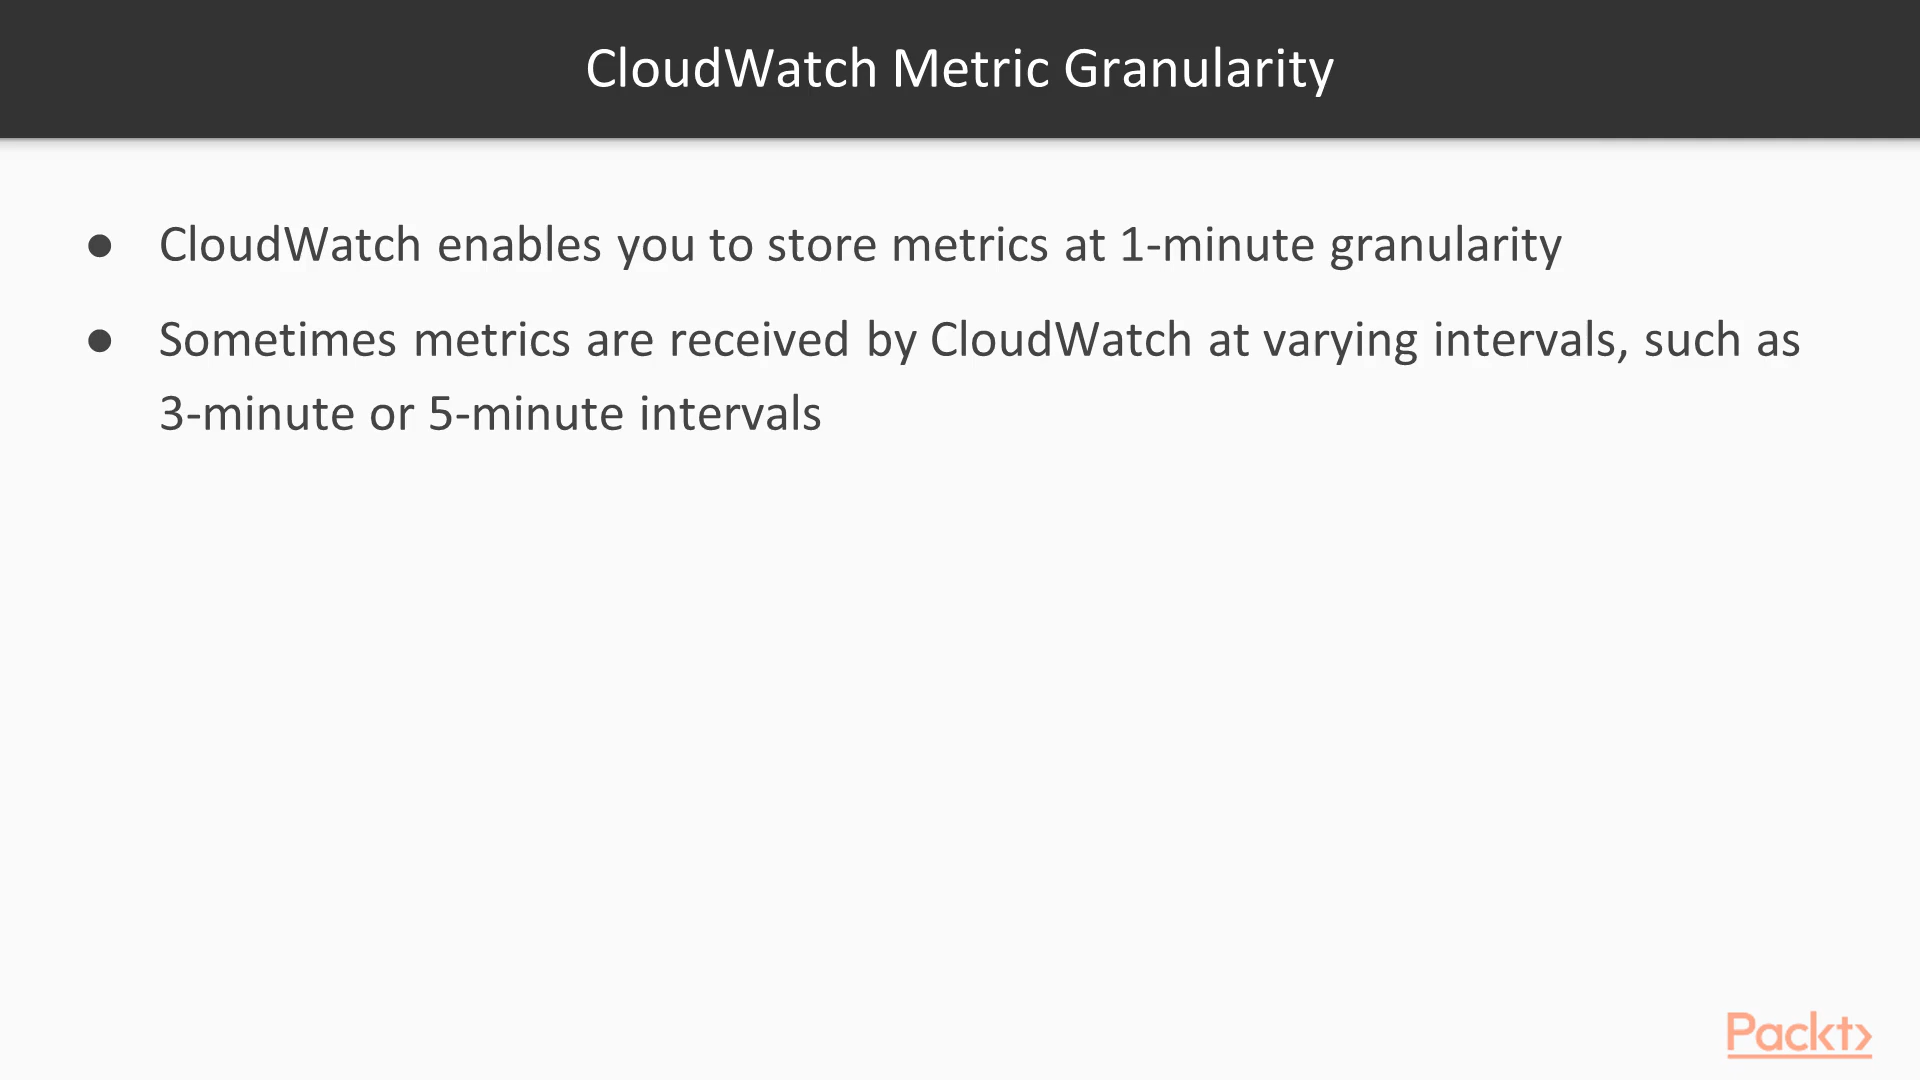 CloudWatch Metric Granularity
● CloudWatch enables you to store metrics at 1-minute granularity
● Sometimes metrics are received by CloudWatch at varying intervals, such as
3-minute or 5-minute intervals
Packt>